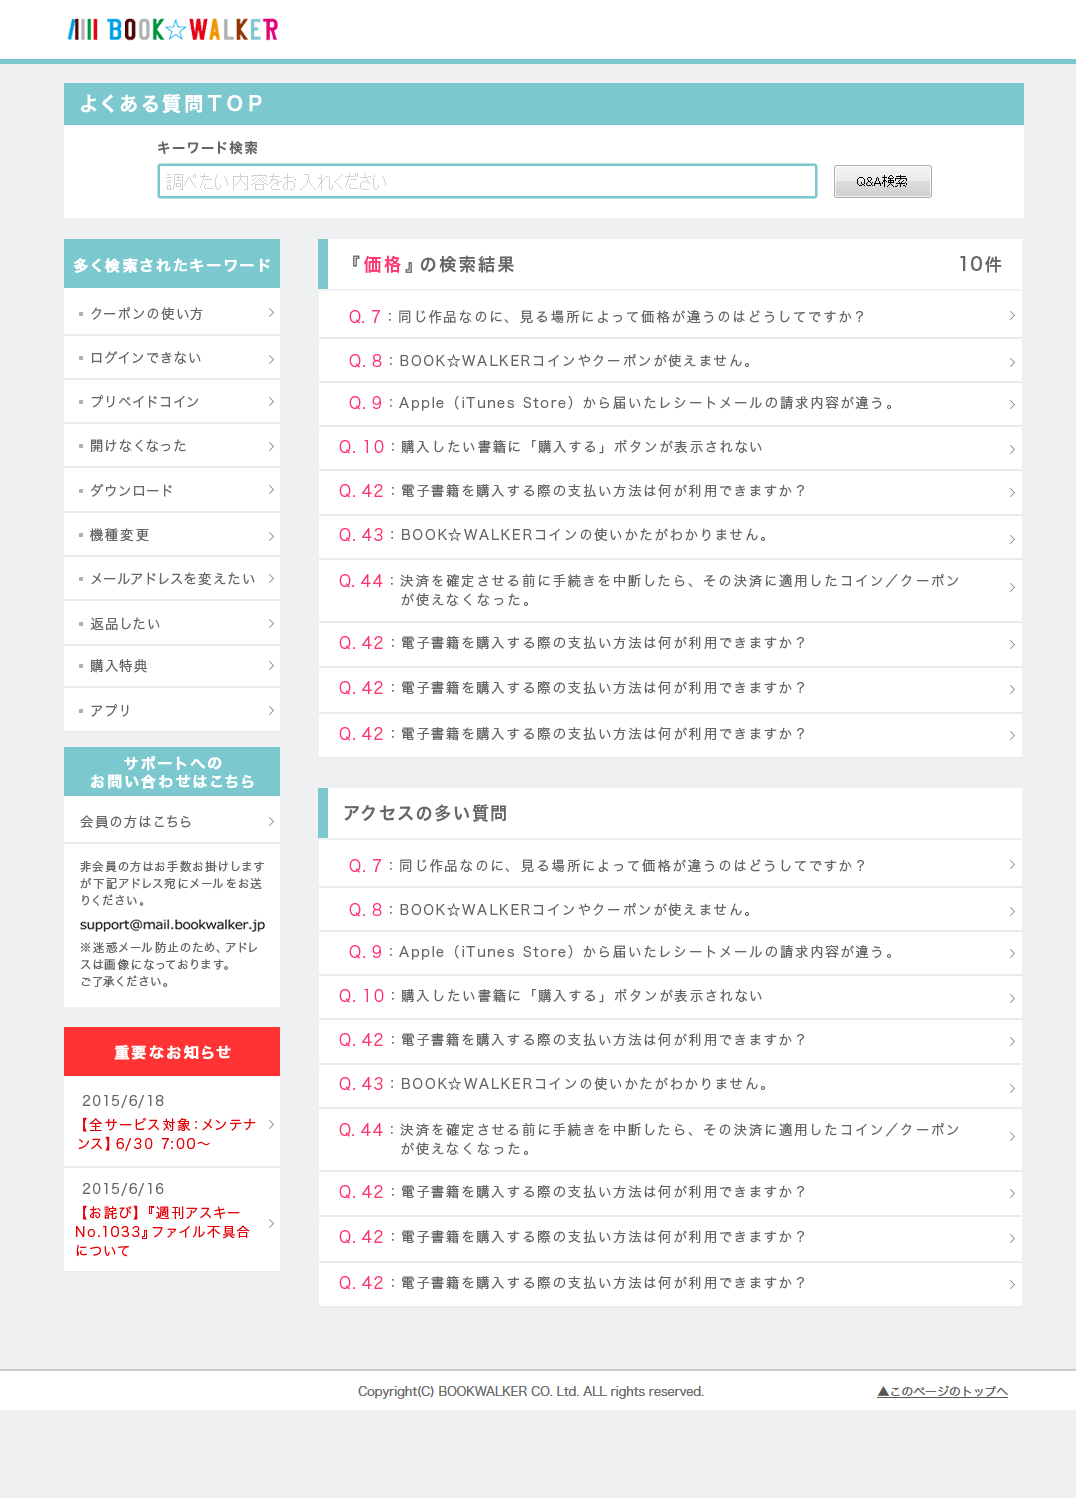 BOOK☆WALKER
よくある質問TOP
キーワード検索
調べたい内容をお入れください
Q&A検索
多く検索されたキーワード
クーポンの使い方
ログインできない
プリペイドコイン
開けなくなった
ダウンロード
機種変更
メールアドレスを変えたい
返品したい
購入特典
アプリ
サポートへの
お問い合わせはこちら
会員の方はこちら
非会員の方はお手数お掛けします
が下記アドレス宛にメールをお送
りください。
support@mail.bookwalker.jp
※迷惑メール防止のため、アドレ
スは画像になっております。
ご了承ください。
重要なお知らせ
2015/6/18
【全サービス対象：メンテナ
ンス】6/30 7:00～
2015/6/16
【お詫び】『週刊アスキー
No.1033』ファイル不具合
について
『価格』の検索結果 10件
Q. 7：同じ作品なのに、見る場所によって価格が違うのはどうしてですか？
Q. 8：BOOK☆WALKERコインやクーポンが使えません。
Q. 9：Apple（iTunes Store）から届いたレシートメールの請求内容が違う。
Q. 10：購入したい書籍に「購入する」ボタンが表示されない
Q. 42：電子書籍を購入する際の支払い方法は何が利用できますか？
Q. 43：BOOK☆WALKERコインの使いかたがわかりません。
Q. 44：決済を確定させる前に手続きを中断したら、その決済に適用したコイン／クーポン
が使えなくなった。
Q. 42：電子書籍を購入する際の支払い方法は何が利用できますか？
Q. 42：電子書籍を購入する際の支払い方法は何が利用できますか？
Q. 42：電子書籍を購入する際の支払い方法は何が利用できますか？
アクセスの多い質問
Q. 7：同じ作品なのに、見る場所によって価格が違うのはどうしてですか？
Q. 8：BOOK☆WALKERコインやクーポンが使えません。
Q. 9：Apple（iTunes Store）から届いたレシートメールの請求内容が違う。
Q. 10：購入したい書籍に「購入する」ボタンが表示されない
Q. 42：電子書籍を購入する際の支払い方法は何が利用できますか？
Q. 43：BOOK☆WALKERコインの使いかたがわかりません。
Q. 44：決済を確定させる前に手続きを中断したら、その決済に適用したコイン／クーポン
が使えなくなった。
Q. 42：電子書籍を購入する際の支払い方法は何が利用できますか？
Q. 42：電子書籍を購入する際の支払い方法は何が利用できますか？
Q. 42：電子書籍を購入する際の支払い方法は何が利用できますか？
Copyright(C) BOOKWALKER CO. Ltd. ALL rights reserved.
▲このページのトップへ